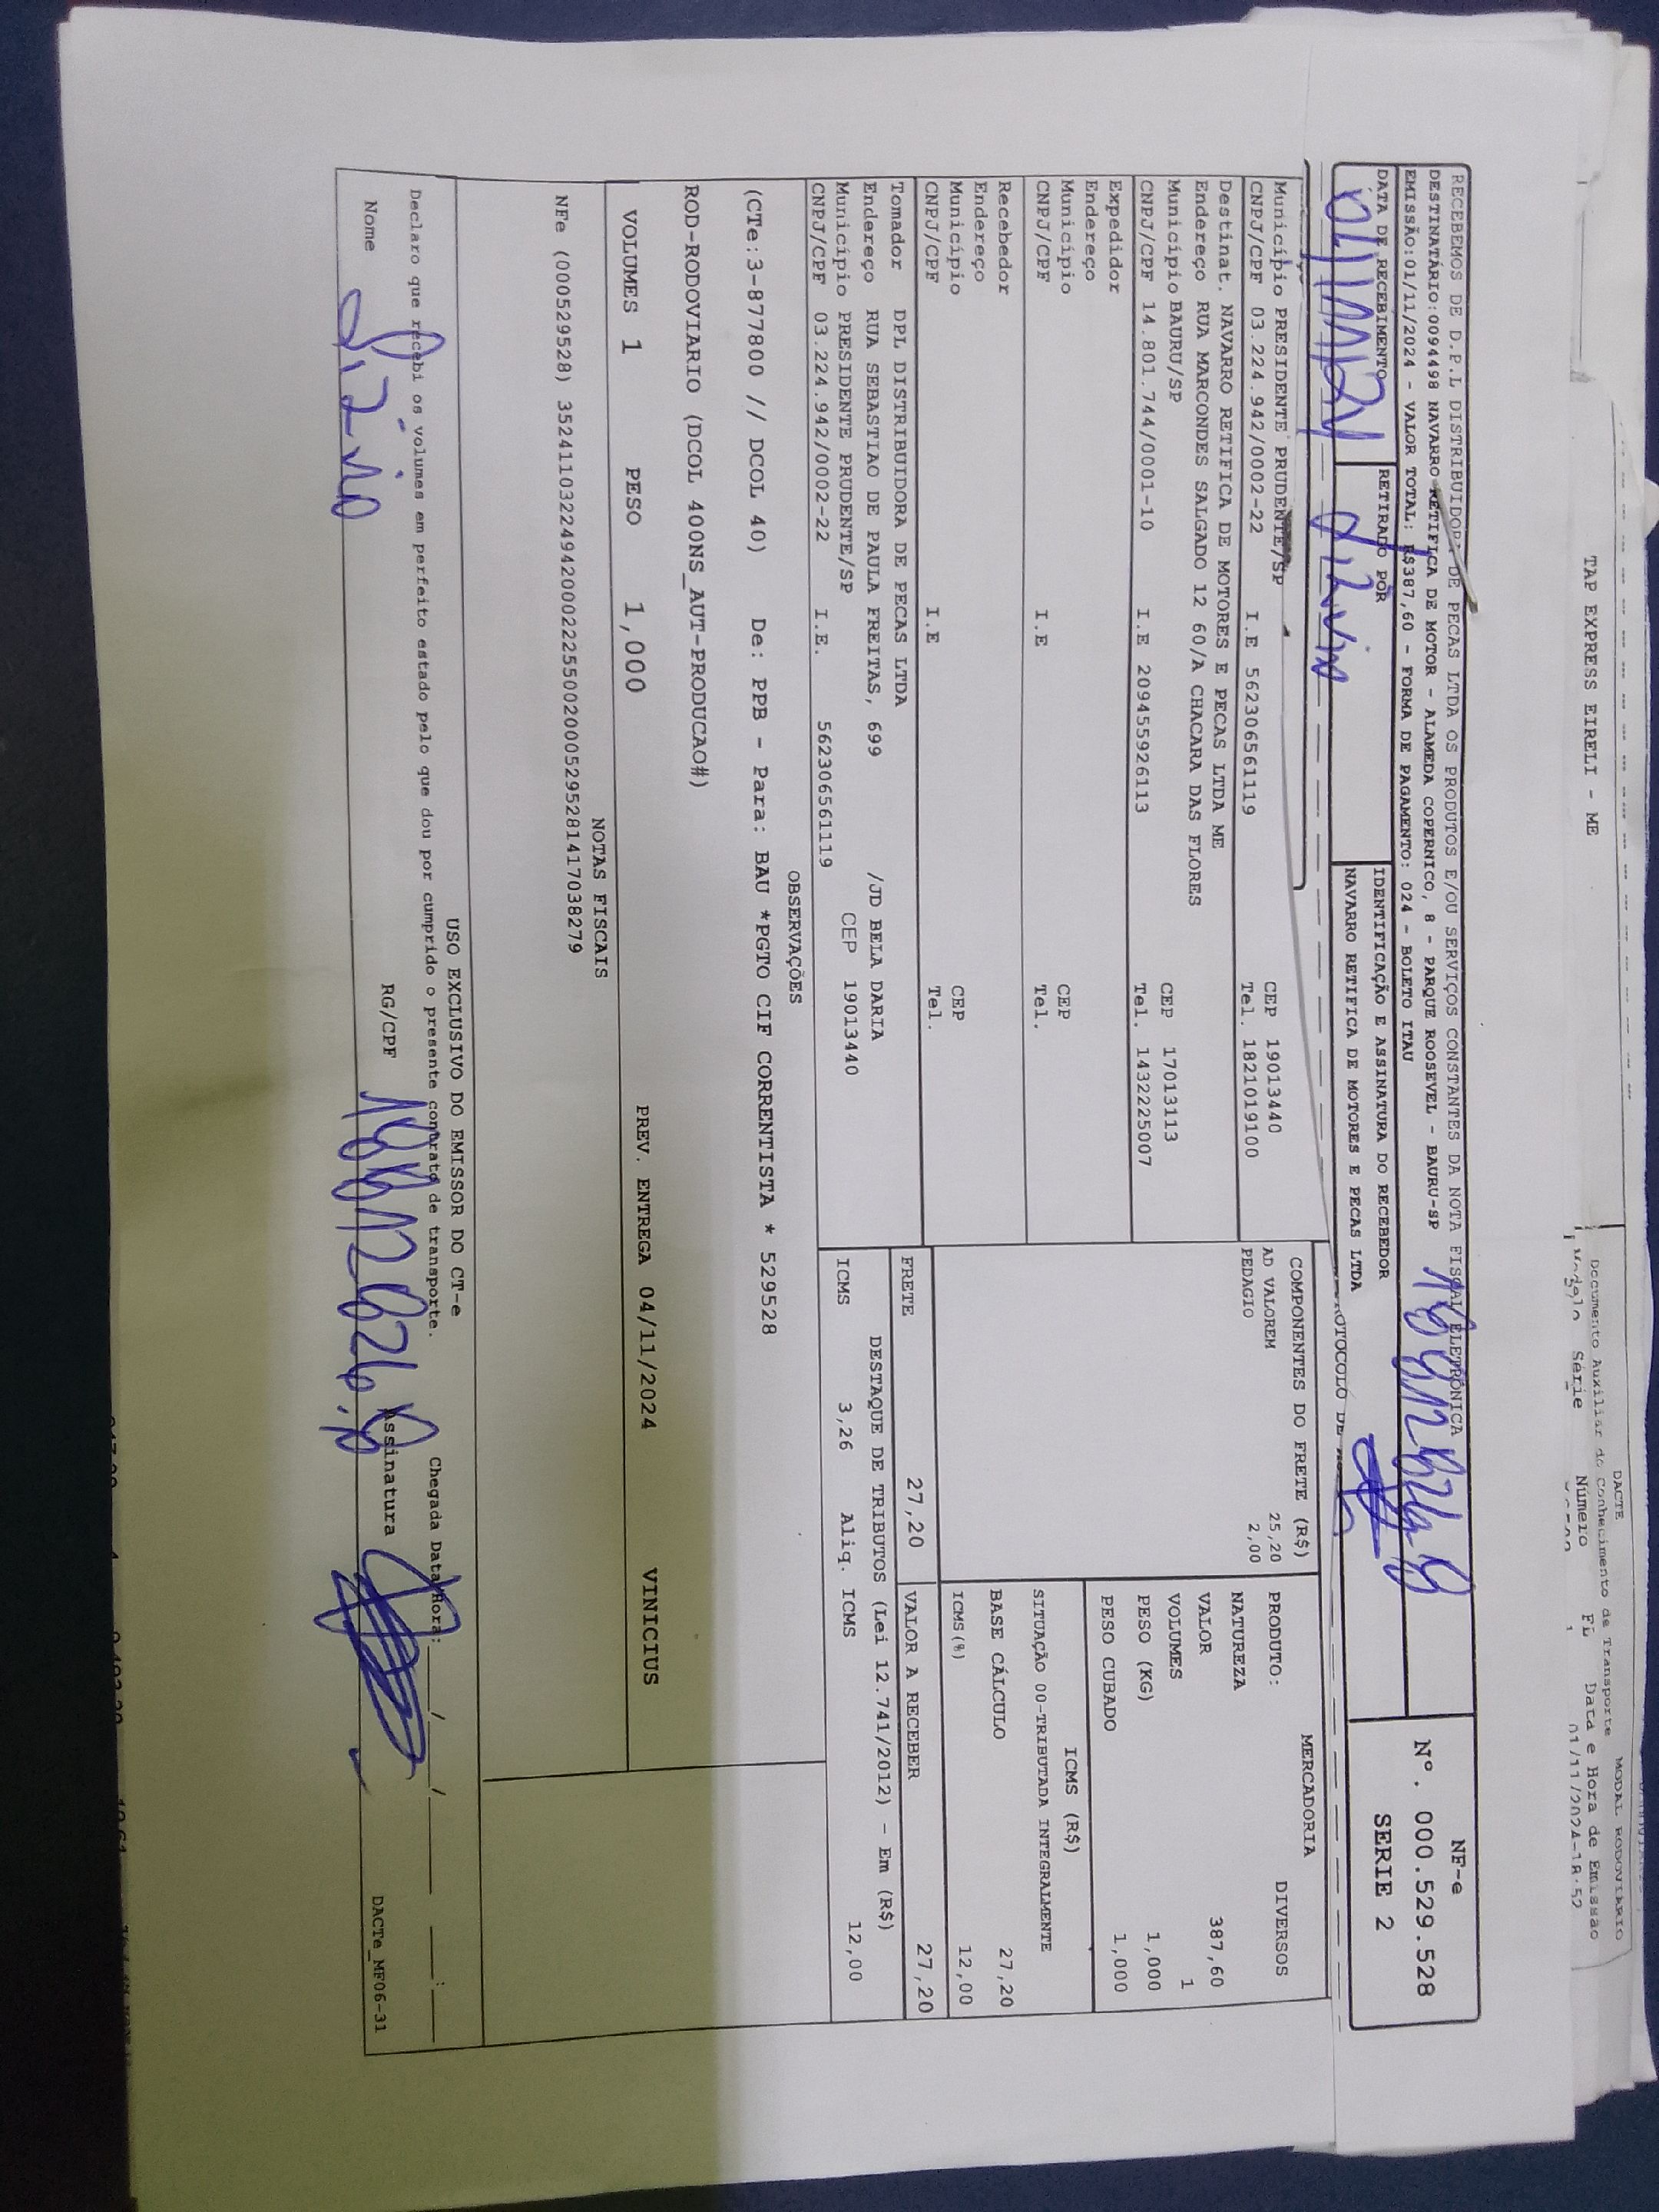 TAP EXPRESS EIRELI - ME
DACTE
Documento Auxiliar do Conhecimento de Transporte
MODAL RODOVIARIO
Modelo Série Número FL Data e Hora de Emissão
01/11/2024-18:52
RECEBEMOS DE D.P.L DISTRIBUIDORA DE PECAS LTDA OS PRODUTOS E/OU SERVIÇOS CONSTANTES DA NOTA FISCAL ELETRÔNICA
DESTINATÁRIO:0094498 NAVARRO RETIFICA DE MOTOR - ALAMEDA COPERNICO, 8 - PARQUE ROOSEVEL - BAURU-SP
EMISSÃO:01/11/2024 - VALOR TOTAL: R$387,60 - FORMA DE PAGAMENTO: 024 - BOLETO ITAU
NF-e
Nº. 000.529.528
SERIE 2
DATA DE RECEBIMENTO
RETIRADO POR
IDENTIFICAÇÃO E ASSINATURA DO RECEBEDOR
NAVARRO RETIFICA DE MOTORES E PECAS LTDA
Município PRESIDENTE PRUDENTE/SP CEP 19013440
CNPJ/CPF 03.224.942/0002-22 I.E 562306561119 Tel. 1821019100
Destinat. NAVARRO RETIFICA DE MOTORES E PECAS LTDA ME
Endereço RUA MARCONDES SALGADO 12 60/A CHACARA DAS FLORES
Município BAURU/SP CEP 17013113
CNPJ/CPF 14.801.744/0001-10 I.E 209455926113 Tel. 1432225007
Expedidor
Endereço
Município CEP
CNPJ/CPF I.E Tel.
Recebedor
Endereço
Município CEP
CNPJ/CPF I.E Tel.
Tomador DPL DISTRIBUIDORA DE PECAS LTDA
Endereço RUA SEBASTIAO DE PAULA FREITAS, 699 /JD BELA DARIA
Município PRESIDENTE PRUDENTE/SP CEP 19013440
CNPJ/CPF 03.224.942/0002-22 I.E. 562306561119
COMPONENTES DO FRETE (R$)
AD VALOREM 25,20
PEDAGIO 2,00
MERCADORIA
PRODUTO: DIVERSOS
NATUREZA
VALOR 387,60
VOLUMES 1
PESO (KG) 1,000
PESO CUBADO 1,000
ICMS (R$)
SITUAÇÃO 00-TRIBUTADA INTEGRALMENTE
BASE CÁLCULO 27,20
ICMS(%) 12,00
FRETE 27,20
VALOR A RECEBER 27,20
DESTAQUE DE TRIBUTOS (Lei 12.741/2012) - Em (R$)
ICMS 3,26 Aliq. ICMS 12,00
OBSERVAÇÕES
(CTe:3-877800 // DCOL 40) De: PPB - Para: BAU *PGTO CIF CORRENTISTA * 529528
ROD-RODOVIARIO (DCOL 400NS_AUT-PRODUCAO#)
VOLUMES 1 PESO 1,000 PREV. ENTREGA 04/11/2024 VINICIUS
NOTAS FISCAIS
NFe (000529528) 35241103224942000222550020005295281417038279
USO EXCLUSIVO DO EMISSOR DO CT-e
Declaro que recebi os volumes em perfeito estado pelo que dou por cumprido o presente contrato de transporte.
Chegada Data/Hora: ____/____/____ ___:___
Nome RG/CPF Assinatura
DACTe_MF06-31